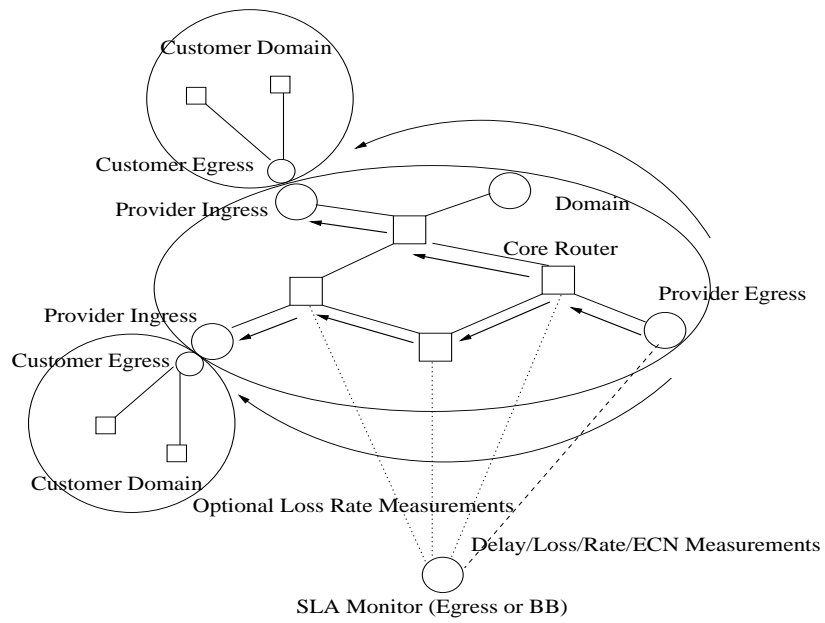 Customer Domain
Customer Egress
Provider Ingress
Domain
Core Router
Provider Egress
Provider Ingress
Customer Egress
Customer Domain
Optional Loss Rate Measurements
Delay/Loss/Rate/ECN Measurements
SLA Monitor (Egress or BB)